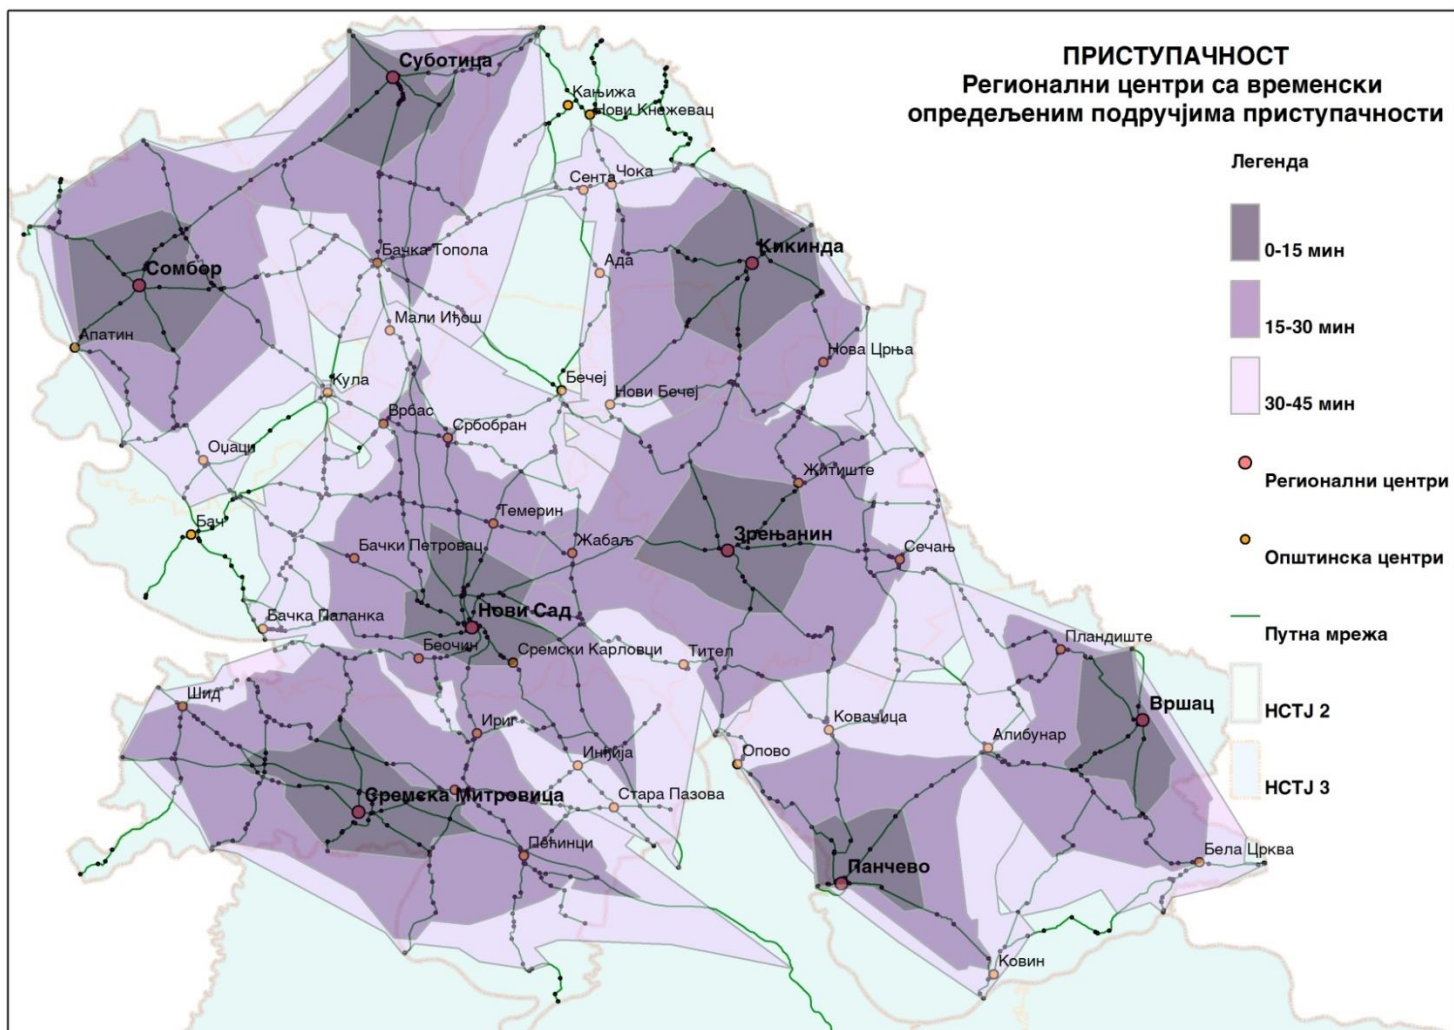 ПРИСТУПАЧНОСТ
Регионални центри са временски
опредељеним подручјима приступачности
Легенда
0-15 мин
15-30 мин
30-45 мин
Регионални центри
Општинска центри
Путна мрежа
НСТЈ 2
НСТЈ 3
Суботица
Кањижа
Нови Кнежевац
Сента
Чока
Бачка Топола
Кикинда
Сомбор
Ада
Мали Иђош
Апатин
Нова Црња
Кула
Бечеј
Нови Бечеј
Врбас
Србобран
Оџаци
Житиште
Бач
Темерин
Жабаљ
Зрењанин
Сечањ
Бачки Петровац
Нови Сад
Бачка Паланка
Беочин
Сремски Карловци
Тител
Пландиште
Шид
Ириг
Ковачица
Вршац
Алибунар
Инђија
Опово
Сремска Митровица
Стара Пазова
Пећинци
Панчево
Бела Црква
Ковин